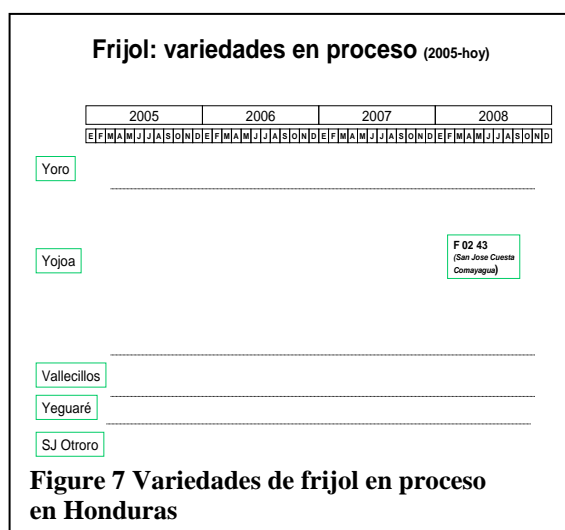 Frijol: variedades en proceso (2005-hoy)
2005 2006 2007 2008
E F M A M J J A S O N D E F M A M J J A S O N D E F M A M J J A S O N D E F M A M J J A S O N D
Yoro
F 02 43
(San Jose Cuesta
Comayagua)
Yojoa
Vallecillos
Yeguaré
SJ Otroro
Figure 7 Variedades de frijol en proceso
en Honduras